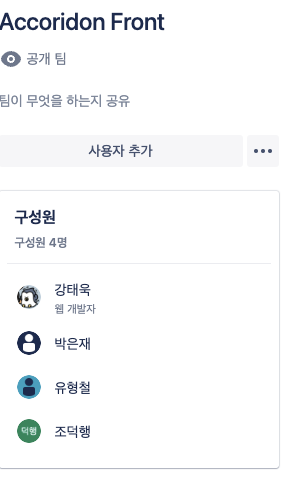 Accoridon Front
공개 팀
팀이 무엇을 하는지 공유
사용자 추가
구성원
구성원 4명
강태욱
웹 개발자
박은재
유형철
덕행
조덕행